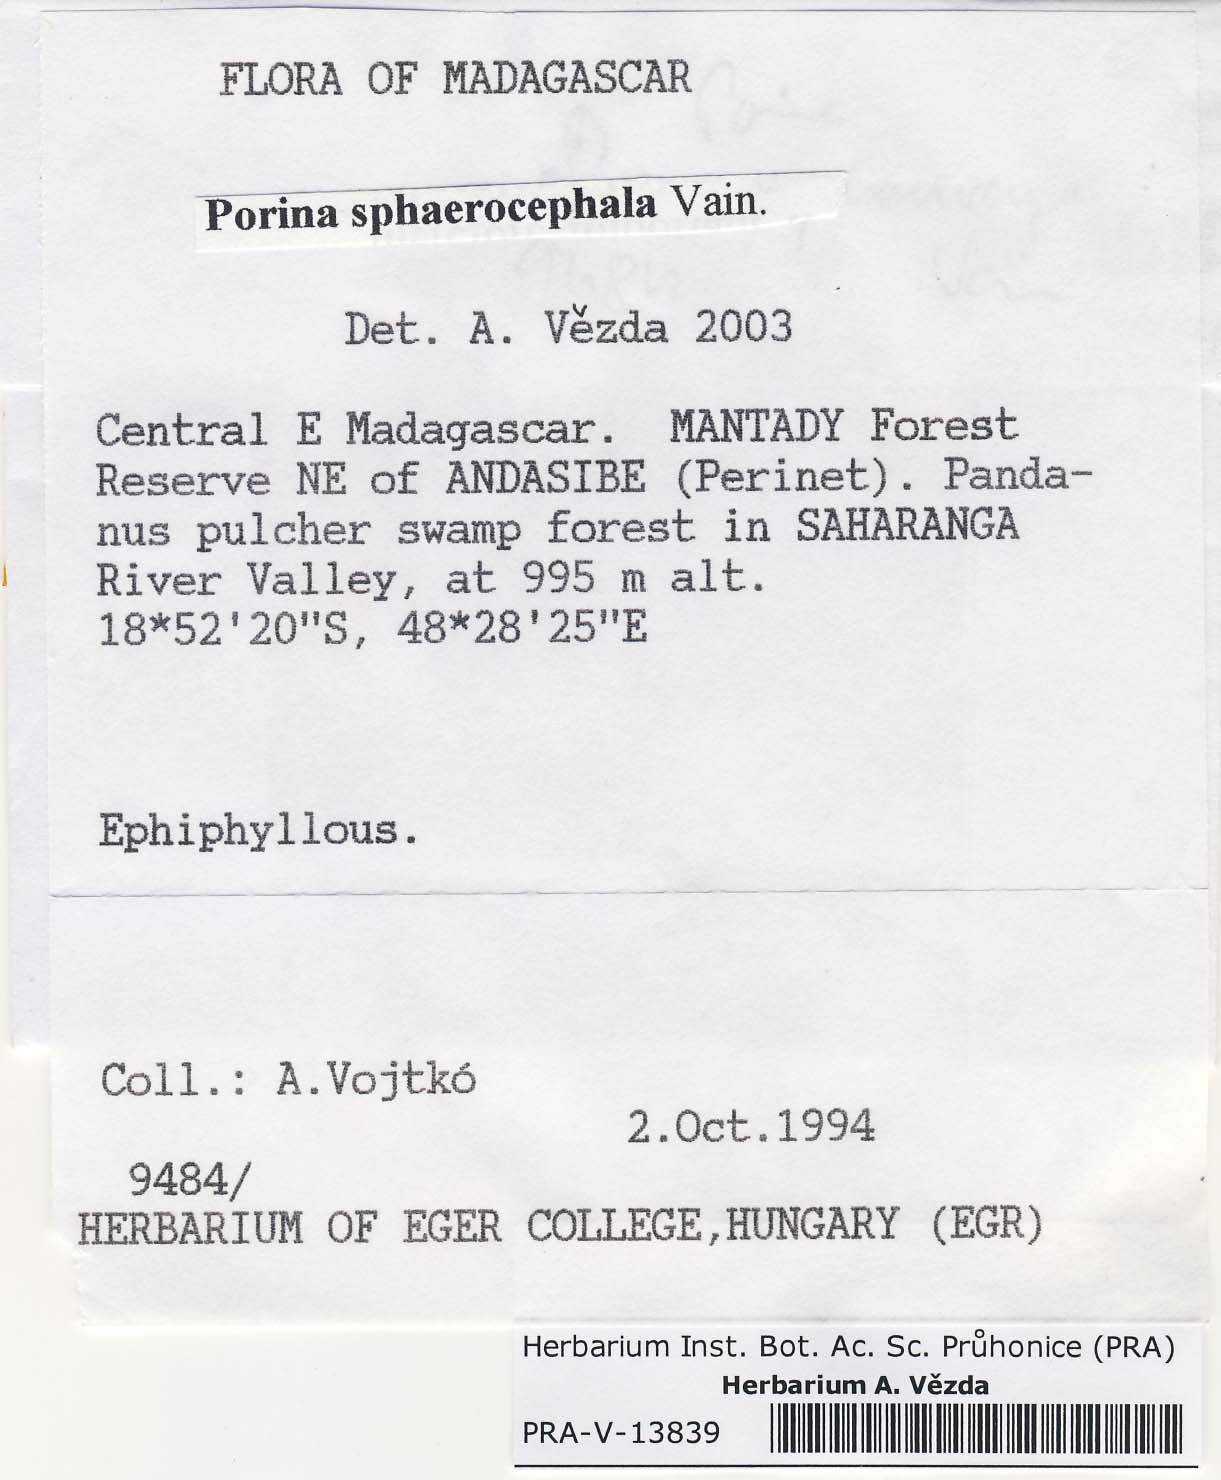 FLORA OF MADAGASCAR
Porina sphaerocephala Vain.
Det. A. Vězda 2003
Central E Madagascar. MANTADY Forest
Reserve NE of ANDASIBE (Perinet). Panda-
nus pulcher swamp forest in SAHARANGA
River Valley, at 995 m alt.
18*52'20"S, 48*28'25"E
Ephiphyllous.
Coll.: A.Vojtkó
2.Oct.1994
9484/
HERBARIUM OF EGER COLLEGE,HUNGARY (EGR)
Herbarium Inst. Bot. Ac. Sc. Průhonice (PRA)
Herbarium A. Vězda
PRA-V-13839